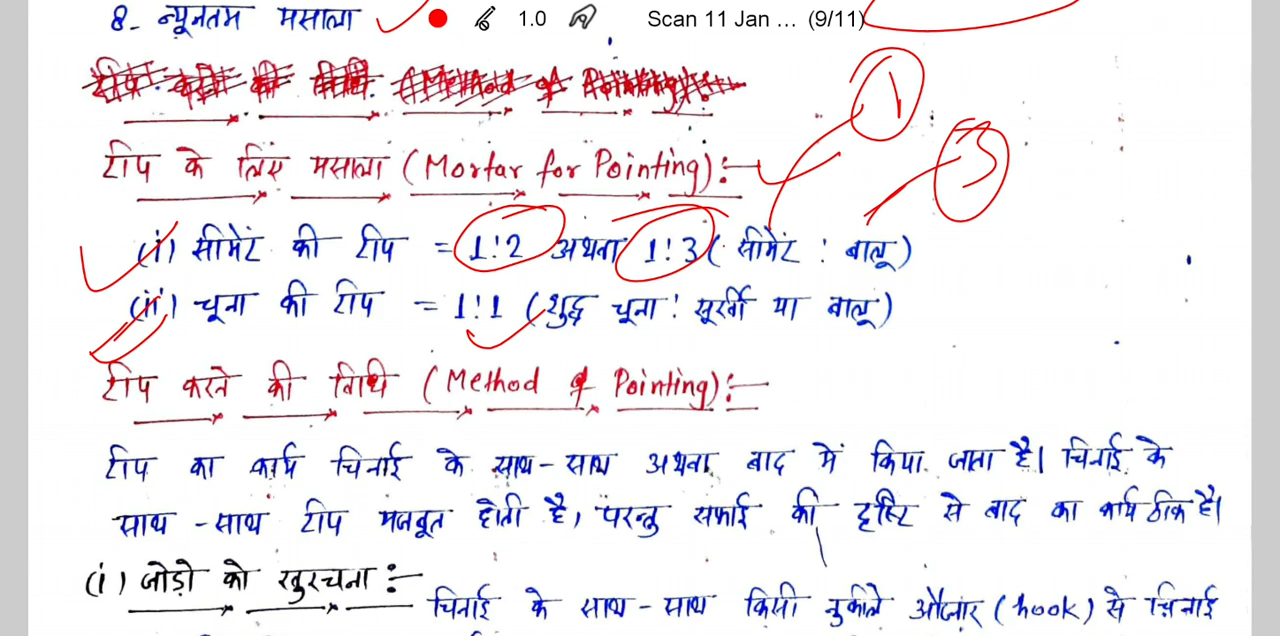 8- न्यूनतम मसाला
1.0 Scan 11 Jan ... (9/11)
टीप के लिए मसाला (Mortar for Pointing):-
(i) सीमेंट की टीप = 1:2 अथवा 1:3 ( सीमेंट : बालू)
(ii) चूना की टीप = 1:1 (शुद्ध चूना : सूर्खी या बालू)
टीप करने की विधि (Method of Pointing):-
टीप का कार्य चिनाई के साथ-साथ अथवा बाद में किया जाता है। चिनाई के
साथ-साथ टीप मजबूत होती है, परन्तु सफाई की दृष्टि से बाद का कार्य ठीक है।
(i) जोड़ो को खुरचना :-
चिनाई के साथ-साथ किसी नुकीले औजार (hook) से चिनाई